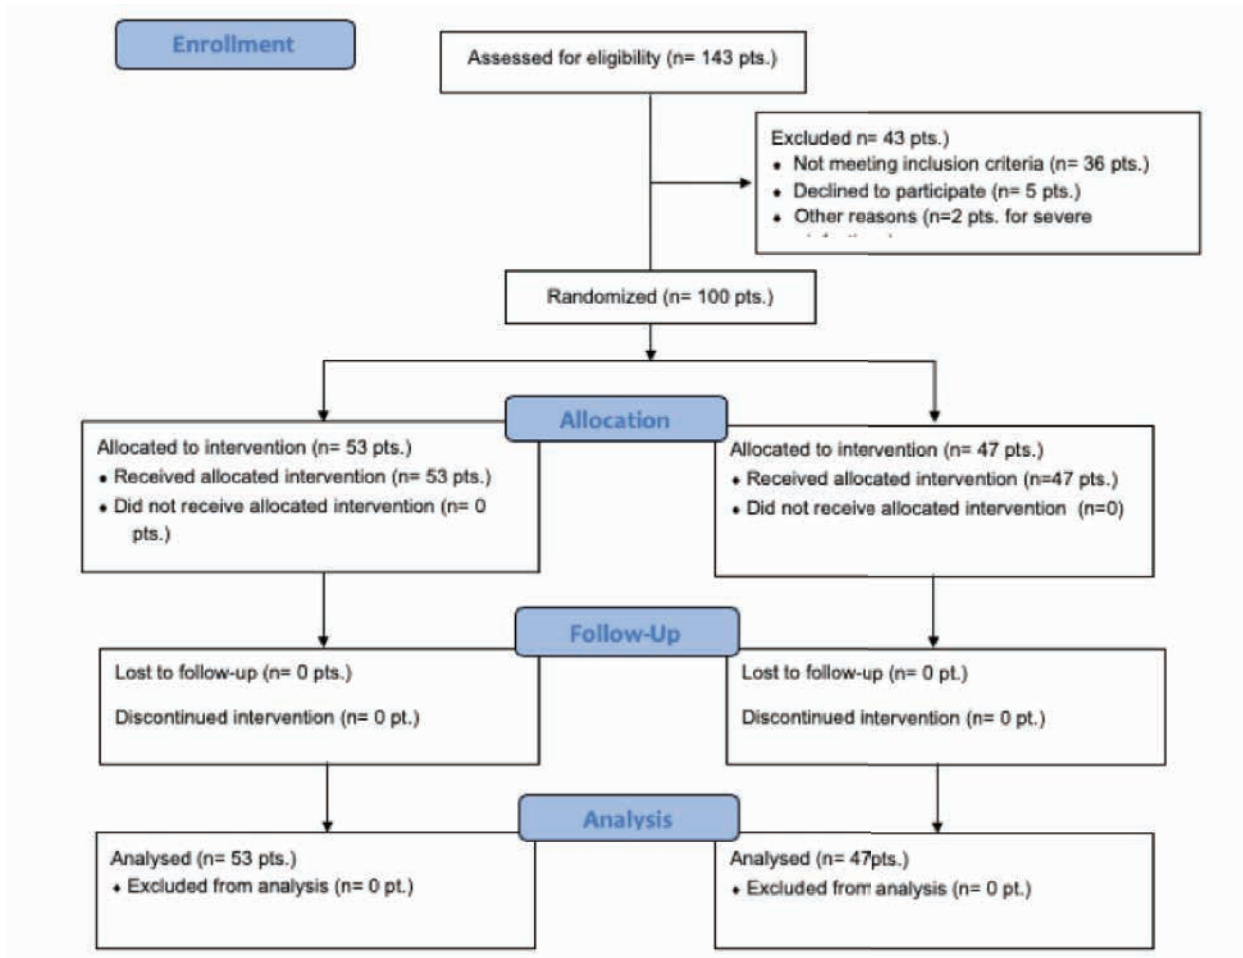 Enrollment
Assessed for eligibility (n= 143 pts.)
Excluded n= 43 pts.)
• Not meeting inclusion criteria (n= 36 pts.)
• Declined to participate (n= 5 pts.)
• Other reasons (n=2 pts. for severe
Randomized (n= 100 pts.)
Allocation
Allocated to intervention (n= 53 pts.)
• Received allocated intervention (n= 53 pts.)
• Did not receive allocated intervention (n= 0
pts.)
Allocated to intervention (n= 47 pts.)
• Received allocated intervention (n=47 pts.)
• Did not receive allocated intervention (n=0)
Follow-Up
Lost to follow-up (n= 0 pts.)
Discontinued intervention (n= 0 pt.)
Lost to follow-up (n= 0 pt.)
Discontinued intervention (n= 0 pt.)
Analysis
Analysed (n= 53 pts.)
• Excluded from analysis (n= 0 pt.)
Analysed (n= 47pts.)
• Excluded from analysis (n= 0 pt.)